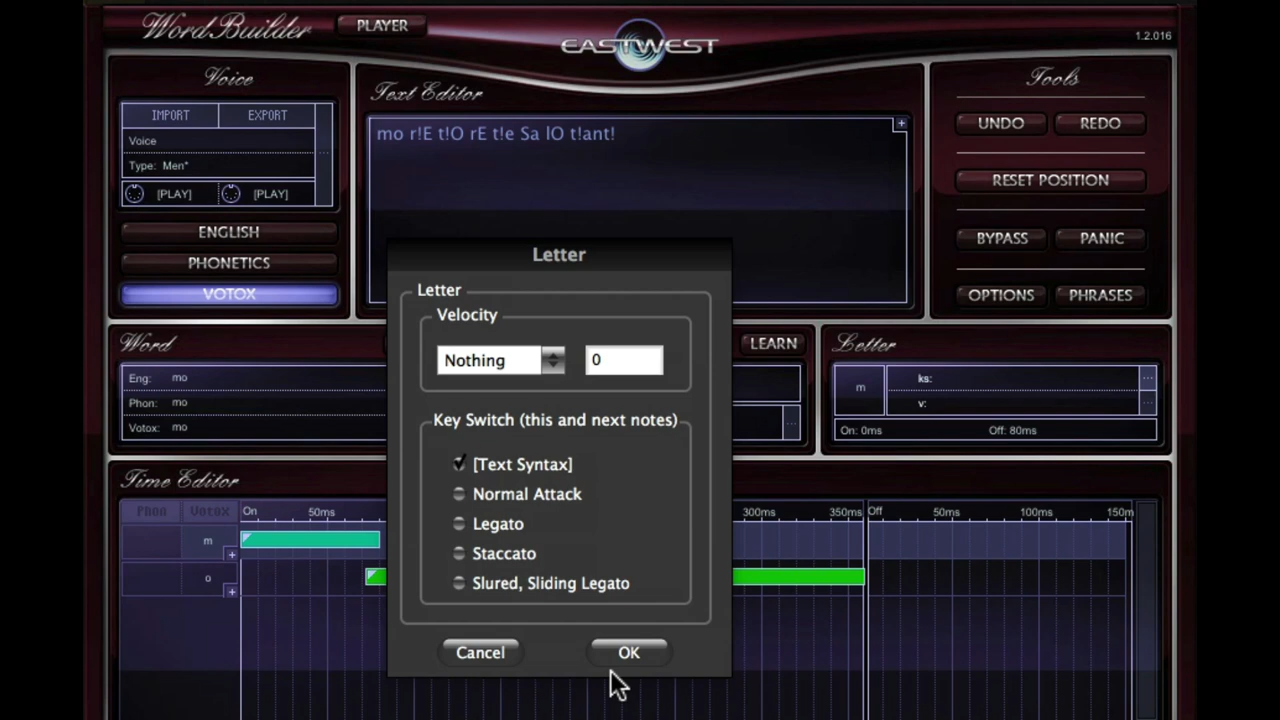 WordBuilder
PLAYER
EASTWEST
1.2.016
Voice
IMPORT
EXPORT
Voice
Type: Men*
[PLAY]
[PLAY]
ENGLISH
PHONETICS
VOTOX
Text Editor
+
mo r!E t!O rE t!e Sa lO t!ant!
Tools
UNDO
REDO
RESET POSITION
BYPASS
PANIC
OPTIONS
PHRASES
Word
Eng: mo
Phon: mo
Votox: mo
LEARN
...
Letter
m
ks:
...
v:
...
On: 0ms
Off: 80ms
Letter
Letter
Velocity
Nothing
0
Key Switch (this and next notes)
[Text Syntax]
Normal Attack
Legato
Staccato
Slured, Sliding Legato
Cancel
OK
Time Editor
Phon
Votox
On
50ms
300ms
350ms
Off
50ms
100ms
150m
m
+
o
+